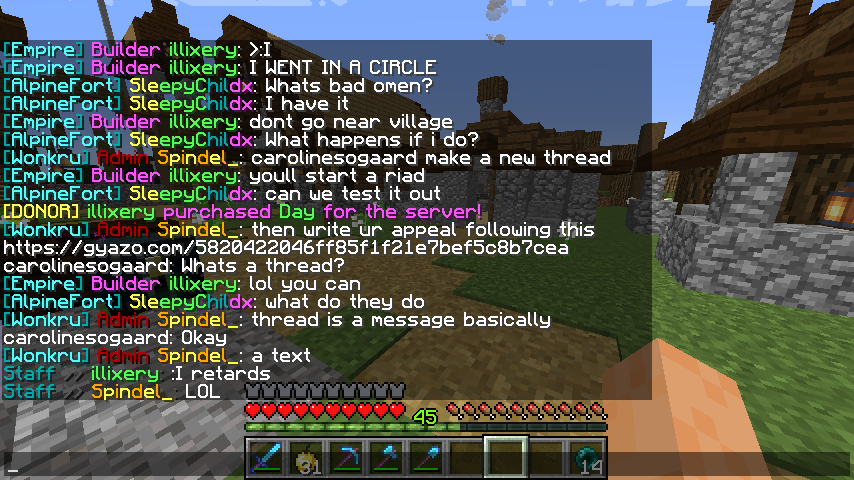 [Empire] Builder illixery: >:I
[Empire] Builder illixery: I WENT IN A CIRCLE
[AlpineFort] SleepyChildx: Whats bad omen?
[AlpineFort] SleepyChildx: I have it
[Empire] Builder illixery: dont go near village
[AlpineFort] SleepyChildx: What happens if i do?
[Wonkru] Admin Spindel_: carolinesogaard make a new thread
[Empire] Builder illixery: youll start a riad
[AlpineFort] SleepyChildx: can we test it out
[DONOR] illixery purchased Day for the server!
[Wonkru] Admin Spindel_: then write ur appeal following this
https://gyazo.com/5820422046ff85f1f21e7bef5c8b7cea
carolinesogaard: Whats a thread?
[Empire] Builder illixery: lol you can
[AlpineFort] SleepyChildx: what do they do
[Wonkru] Admin Spindel_: thread is a message basically
carolinesogaard: Okay
[Wonkru] Admin Spindel_: a text
Staff // illixery :I retards
Staff // Spindel_ LOL
45
31
14
_